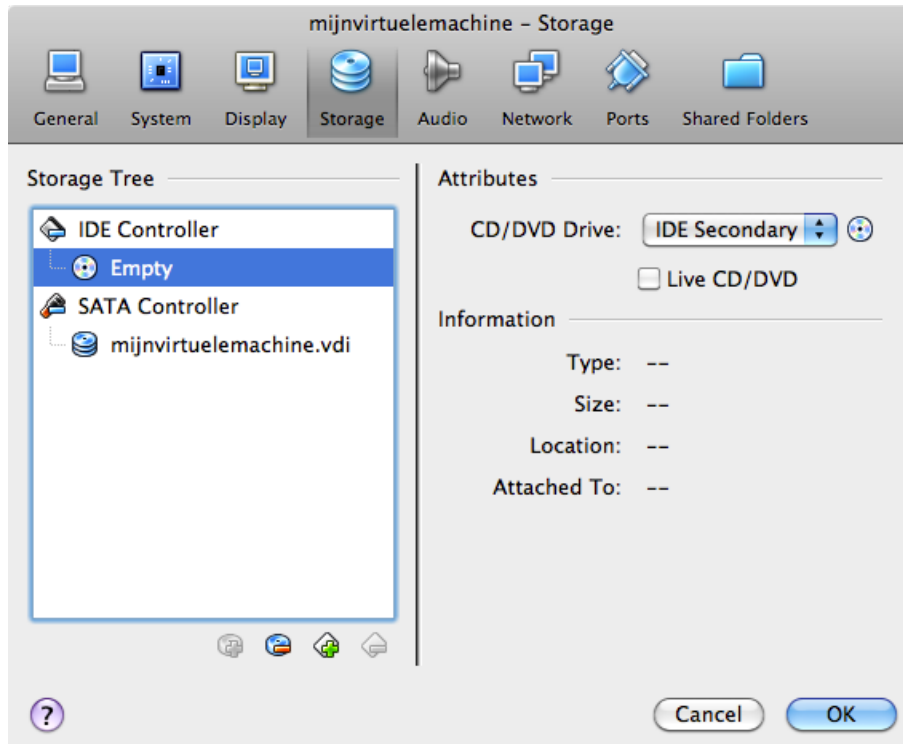 mijnvirtuelemachine – Storage
General System Display Storage Audio Network Ports Shared Folders
Storage Tree
IDE Controller
Empty
SATA Controller
mijnvirtuelemachine.vdi
Attributes
CD/DVD Drive: IDE Secondary
Live CD/DVD
Information
Type: --
Size: --
Location: --
Attached To: --
? Cancel OK